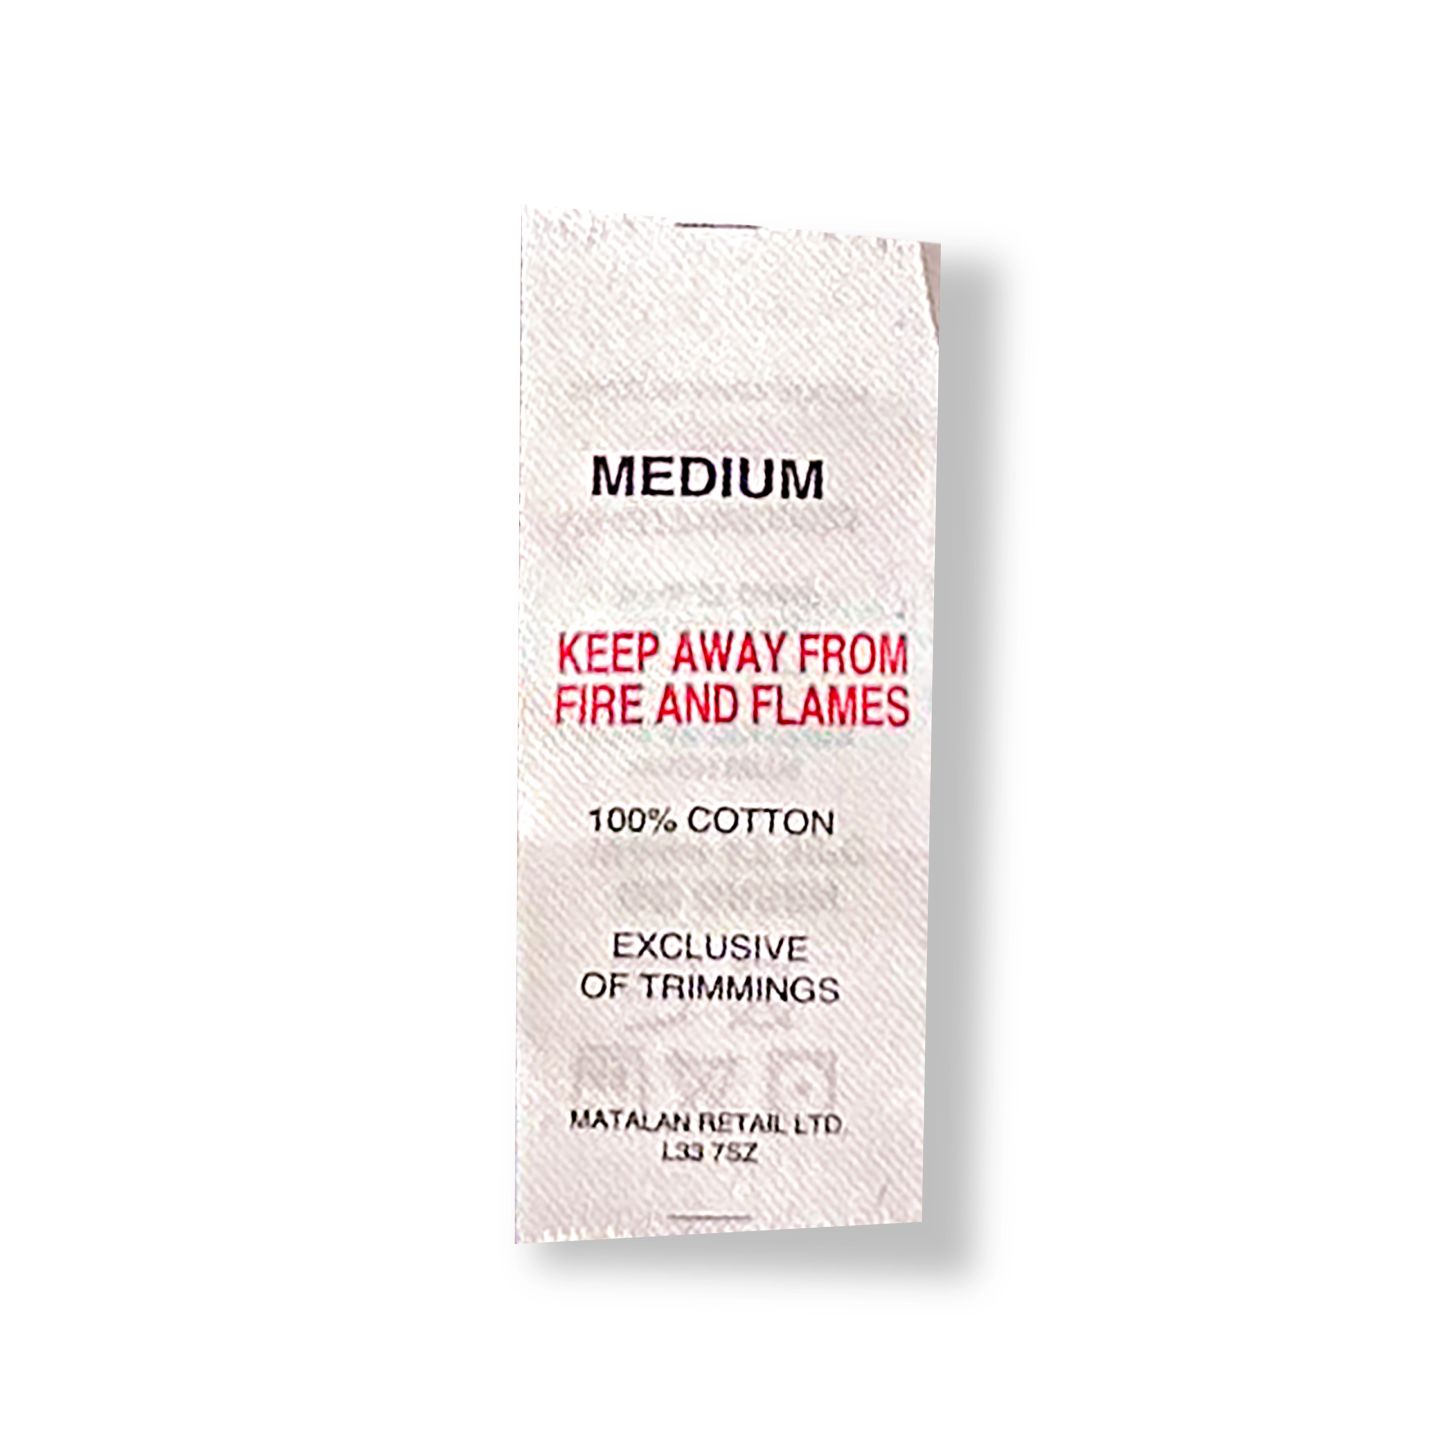 MEDIUM
KEEP AWAY FROM
FIRE AND FLAMES
100% COTTON
EXCLUSIVE
OF TRIMMINGS
MATALAN RETAIL LTD.
L33 7SZ